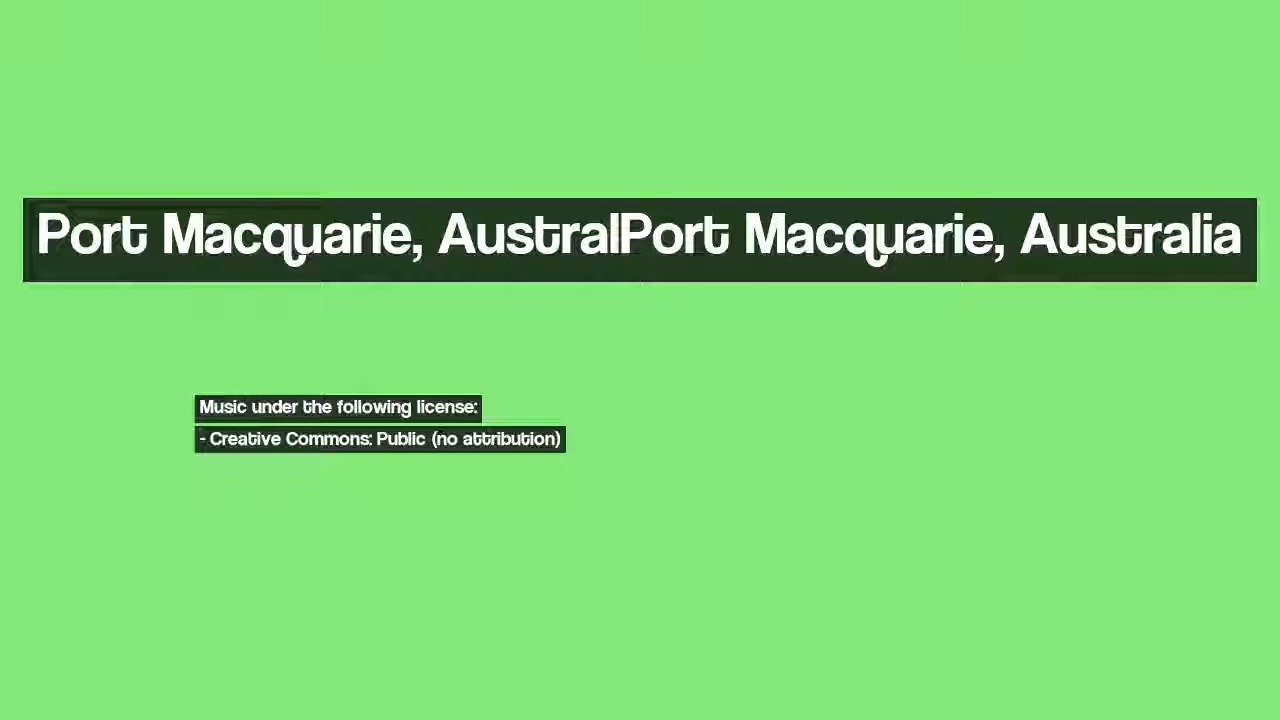 Port Macquarie, AustralPort Macquarie, Australia
Music under the following license:
- Creative Commons: Public (no attribution)